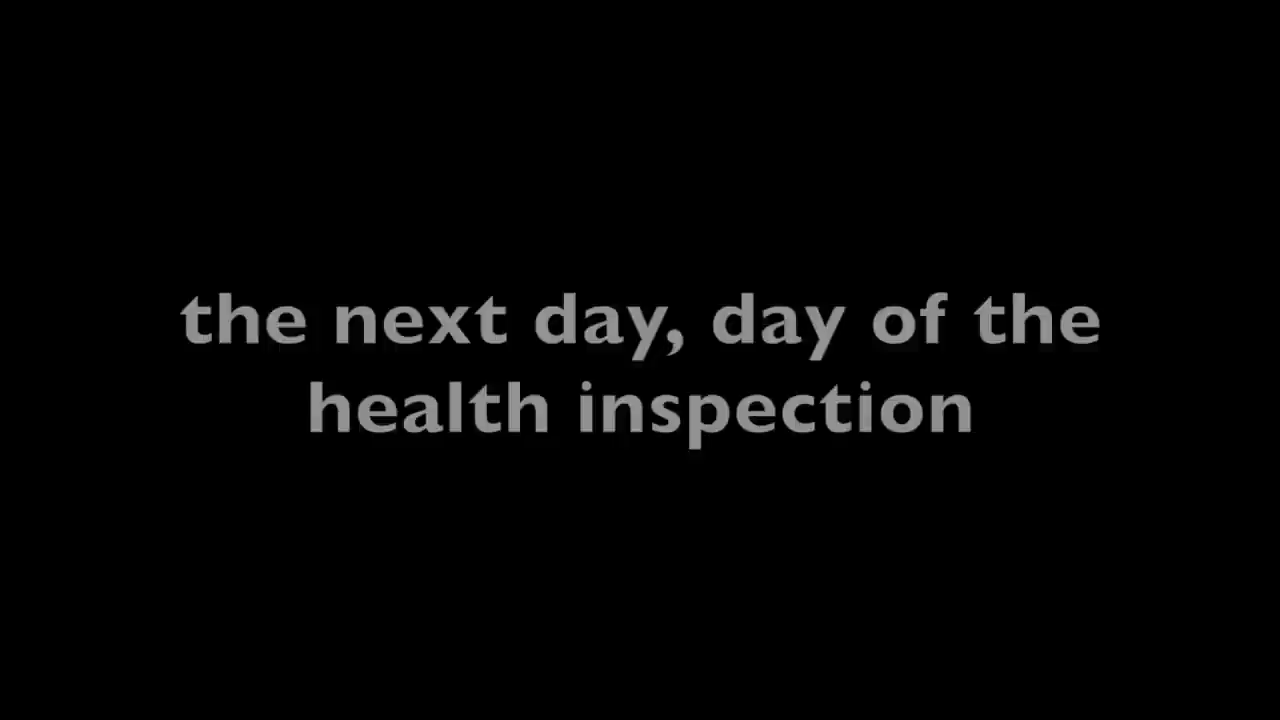 the next day, day of the
health inspection